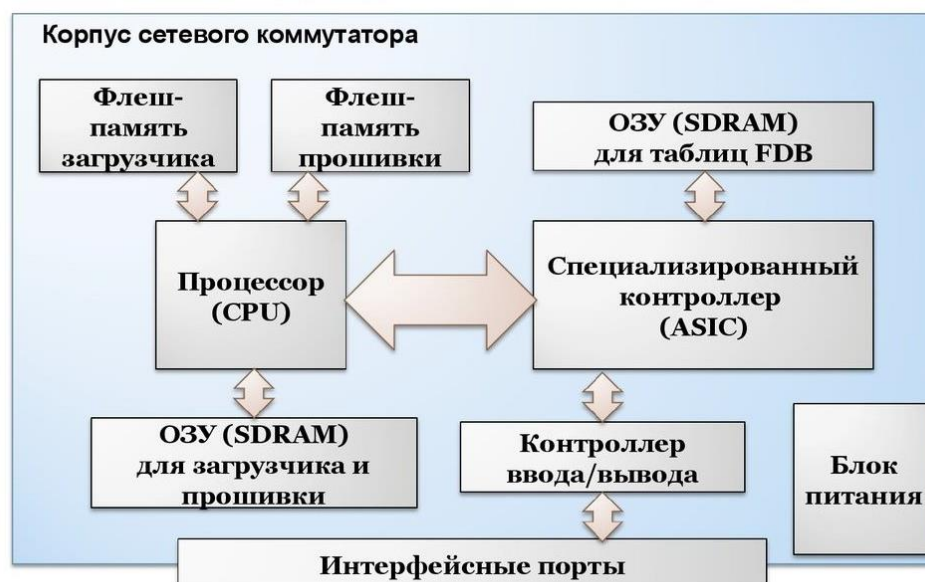 Корпус сетевого коммутатора
Флеш-
память
загрузчика
Флеш-
память
прошивки
ОЗУ (SDRAM)
для таблиц FDB
Процессор
(CPU)
Специализированный
контроллер
(ASIC)
ОЗУ (SDRAM)
для загрузчика и
прошивки
Контроллер
ввода/вывода
Блок
питания
Интерфейсные порты